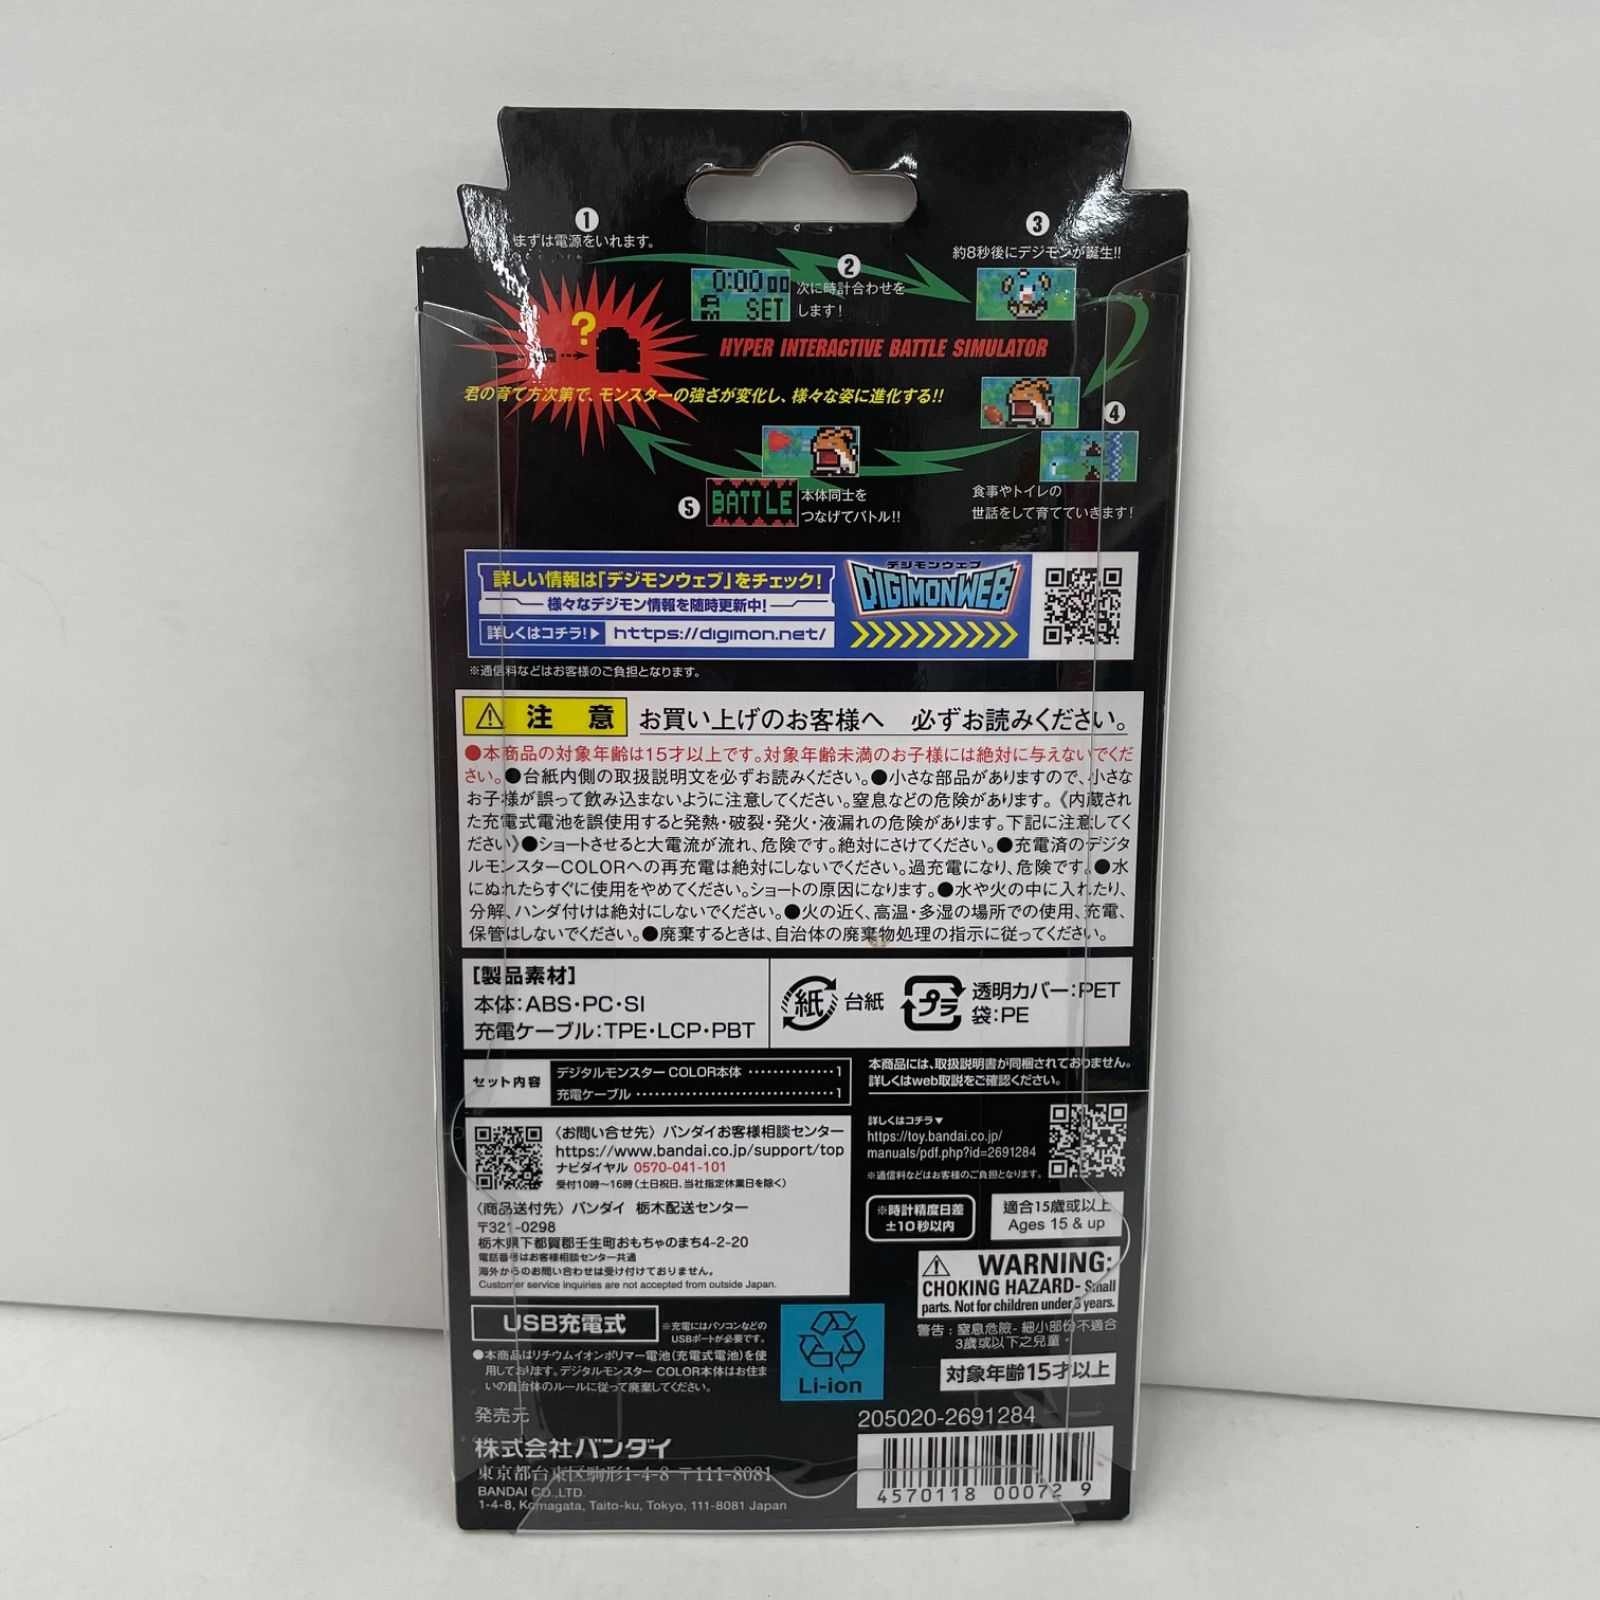 1
まずは電源をいれます。
0:00 00
AM SET
2
次に時計合わせを
します!
3
約8秒後にデジモンが誕生!!
?
HYPER INTERACTIVE BATTLE SIMULATOR
君の育て方次第で、モンスターの強さが変化し、様々な姿に進化する!!
4
食事やトイレの
世話をして育てていきます!
5
BATTLE
本体同士を
つなげてバトル!!
詳しい情報は「デジモンウェブ」をチェック!
様々なデジモン情報を随時更新中!
詳しくはコチラ!▶ https://digimon.net/
デジモンウェブ
DIGIMONWEB
※通信料などはお客様のご負担となります。
⚠ 注意 お買い上げのお客様へ 必ずお読みください。
●本商品の対象年齢は15才以上です。対象年齢未満のお子様には絶対に与えないでくだ
さい。●台紙内側の取扱説明文を必ずお読みください。●小さな部品がありますので、小さな
お子様が誤って飲み込まないように注意してください。窒息などの危険があります。《内蔵され
た充電式電池を誤使用すると発熱・破裂・発火・液漏れの危険があります。下記に注意してく
ださい》●ショートさせると大電流が流れ、危険です。絶対にさけてください。●充電済のデジタ
ルモンスターCOLORへの再充電は絶対にしないでください。過充電になり、危険です。●水
にぬれたらすぐに使用をやめてください。ショートの原因になります。●水や火の中に入れたり、
分解、ハンダ付けは絶対にしないでください。●火の近く、高温・多湿の場所での使用、充電、
保管はしないでください。●廃棄するときは、自治体の廃棄物処理の指示に従ってください。
[製品素材]
本体:ABS・PC・SI
充電ケーブル:TPE・LCP・PBT
紙 台紙
プラ 透明カバー:PET
袋:PE
セット内容
デジタルモンスター COLOR本体 ・・・・・・・・・・・・・・1
充電ケーブル ・・・・・・・・・・・・・・・・・・・・・・・・・・・・・・・・1
本商品には、取扱説明書が同梱されておりません。
詳しくはweb取説をご確認ください。
詳しくはコチラ▼
https://toy.bandai.co.jp/
manuals/pdf.php?id=2691284
※通信料などはお客様のご負担となります。
〈お問い合せ先〉バンダイお客様相談センター
https://www.bandai.co.jp/support/top
ナビダイヤル 0570-041-101
受付10時〜16時(土日祝日、当社指定休業日を除く)
〈商品送付先〉バンダイ 栃木配送センター
〒321-0298
栃木県下都賀郡壬生町おもちゃのまち4-2-20
電話番号はお客様相談センター共通
海外からのお問い合わせは受け付けておりません。
Customer service inquiries are not accepted from outside Japan.
※時計精度日差
±10秒以内
適合15歲或以上
Ages 15 & up
⚠ WARNING:
CHOKING HAZARD- Small
parts. Not for children under 3 years.
警告:窒息危險- 細小部份不適合
3歲或以下之兒童。
対象年齢15才以上
USB充電式
※充電にはパソコンなどの
USBポートが必要です。
●本商品はリチウムイオンポリマー電池(充電式電池)を使
用しております。デジタルモンスター COLOR本体はお住ま
いの自治体のルールに従って廃棄してください。
Li-ion
発売元
株式会社バンダイ
東京都台東区駒形1-4-8 〒111-8081
BANDAI CO.,LTD.
1-4-8, Komagata, Taito-ku, Tokyo, 111-8081 Japan
205020-2691284
4570118 000729